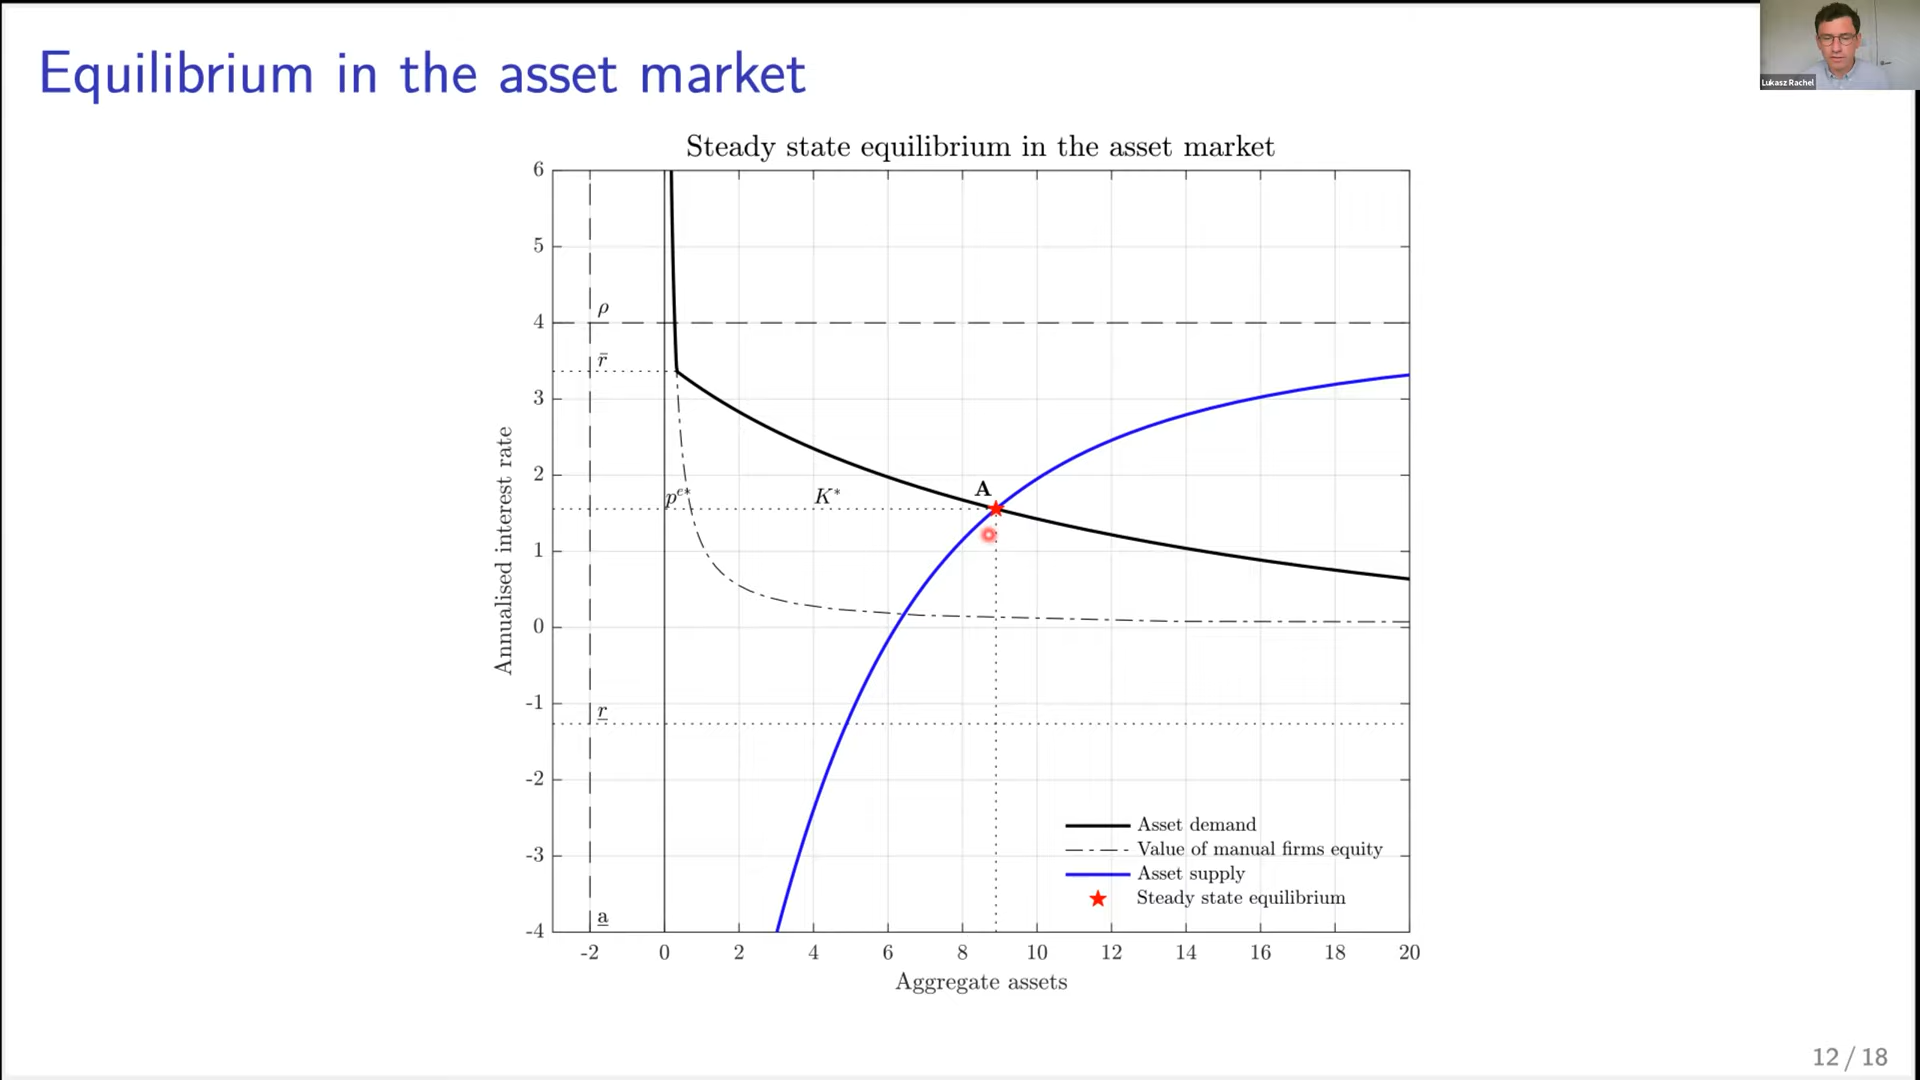 Equilibrium in the asset market
Lukasz Rachel
Steady state equilibrium in the asset market
6
5
4
3
2
1
0
-1
-2
-3
-4
ρ
r̄
p^{e*}
K*
A
r̲
a̲
Annualised interest rate
Asset demand
Value of manual firms equity
Asset supply
Steady state equilibrium
-2 0 2 4 6 8 10 12 14 16 18 20
Aggregate assets
12 / 18